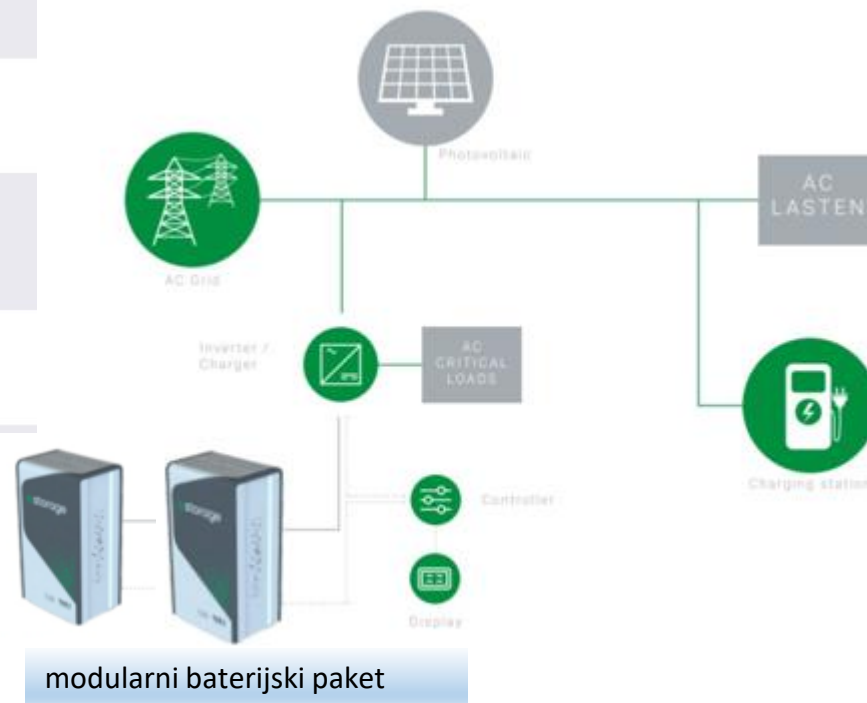 Photovoltaic
AC
LASTEN
AC Grid
Inverter /
Charger
AC
CRITICAL
LOADS
storage
storage
Controller
Charging station
Display
modularni baterijski paket